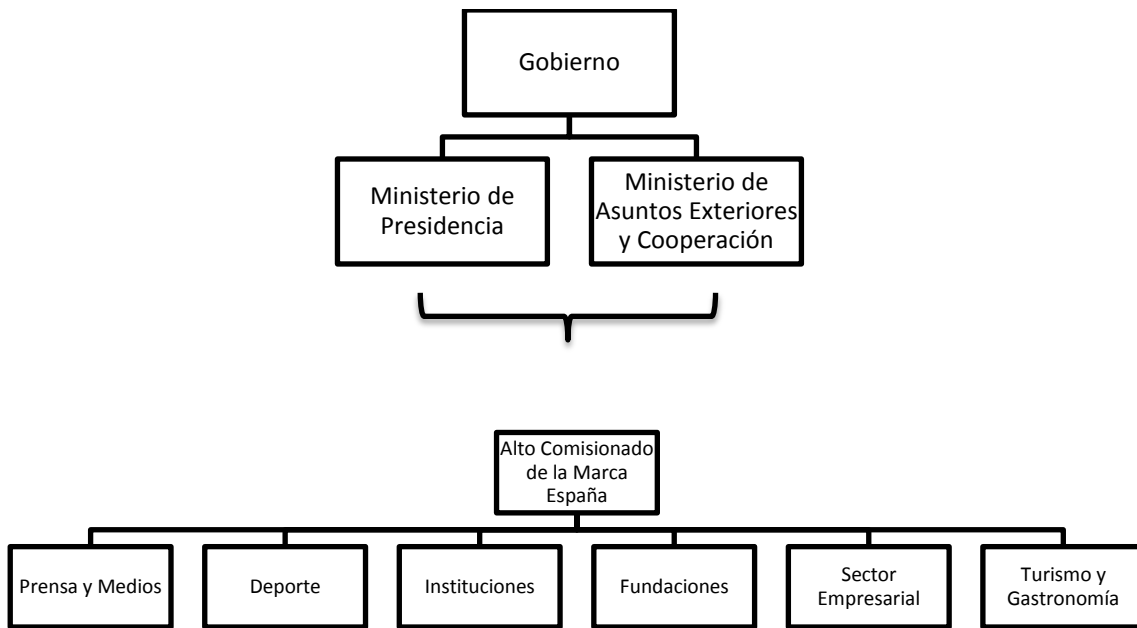 Gobierno
Ministerio de
Presidencia
Ministerio de
Asuntos Exteriores
y Cooperación
Alto Comisionado
de la Marca
España
Prensa y Medios
Deporte
Instituciones
Fundaciones
Sector
Empresarial
Turismo y
Gastronomía